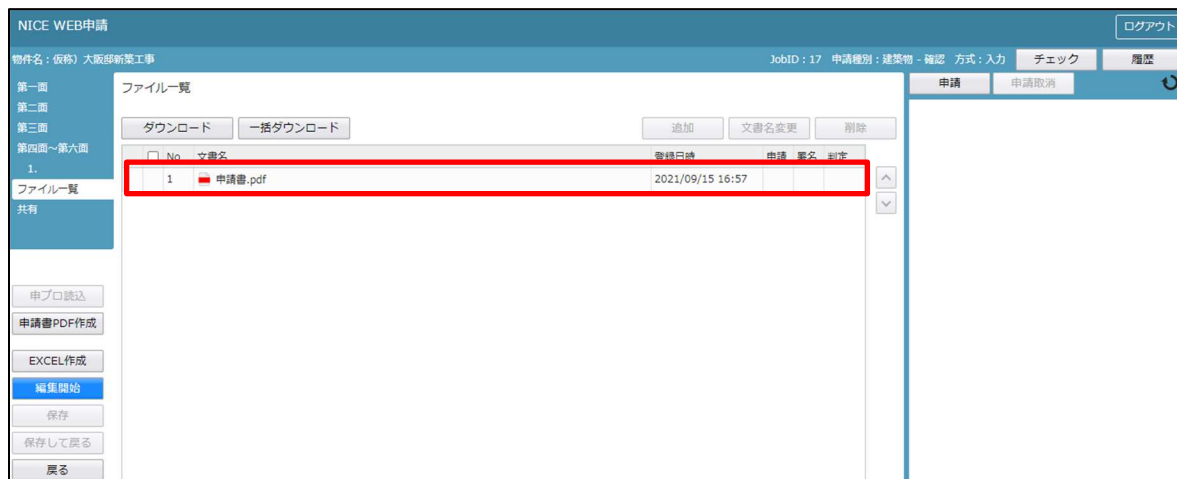 NICE WEB申請
ログアウト
物件名：仮称）大阪邸新築工事
JobID：17 申請種別：建築物 - 確認 方式：入力
チェック
履歴
第一面
第二面
第三面
第四面～第六面
1.
ファイル一覧
共有
申プロ読込
申請書PDF作成
EXCEL作成
編集開始
保存
保存して戻る
戻る
ファイル一覧
ダウンロード
一括ダウンロード
追加
文書名変更
削除
No 文書名 登録日時 申請 署名 判定
1 申請書.pdf 2021/09/15 16:57
申請
申請取消